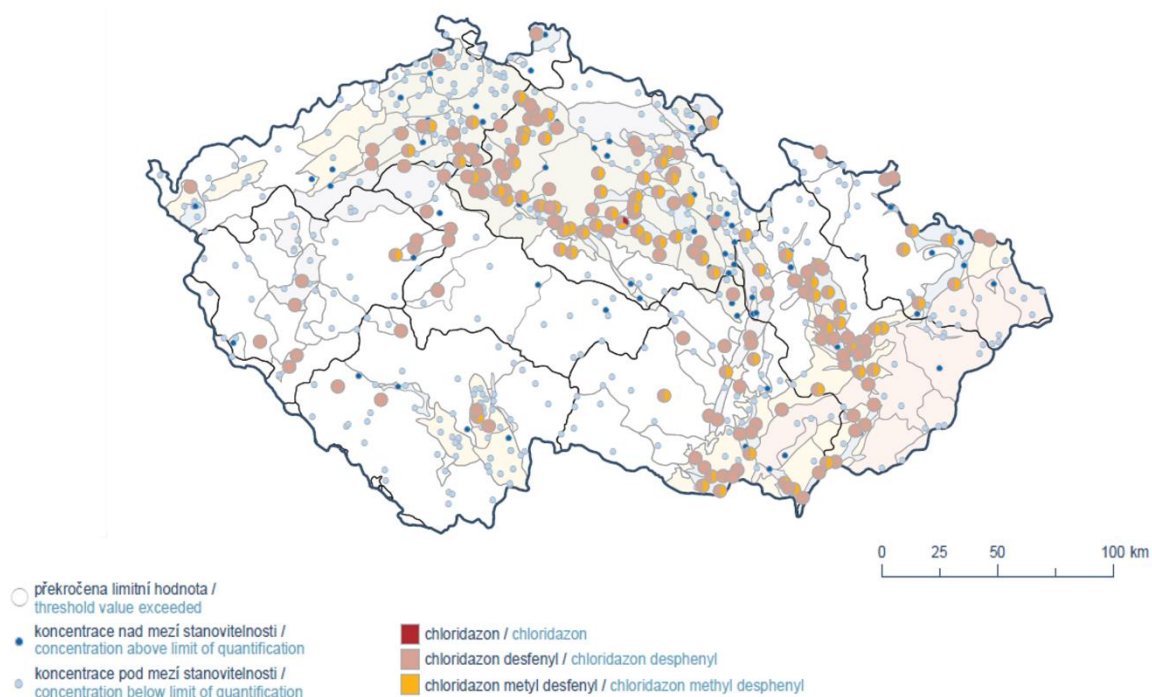 0 25 50 100 km
překročena limitní hodnota /
threshold value exceeded
koncentrace nad mezí stanovitelnosti /
concentration above limit of quantification
koncentrace pod mezí stanovitelnosti /
concentration below limit of quantification
chloridazon / chloridazon
chloridazon desfenyl / chloridazon desphenyl
chloridazon metyl desfenyl / chloridazon methyl desphenyl